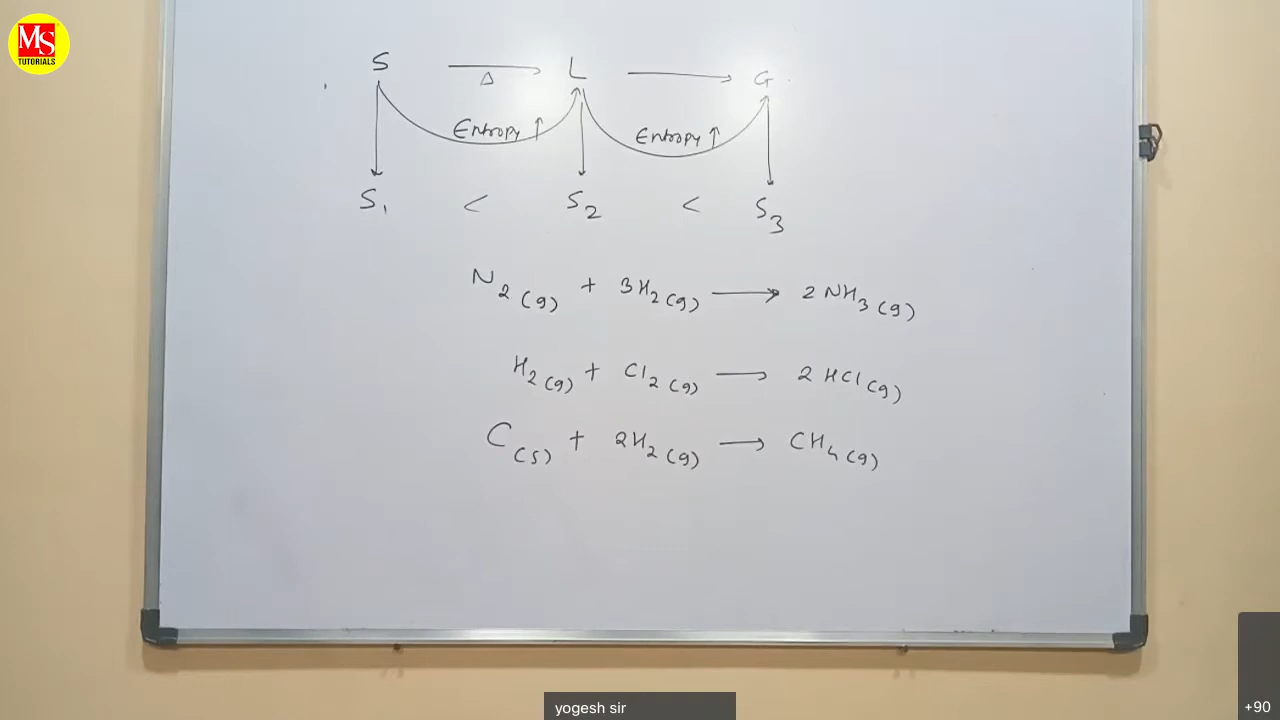 MS
TUTORIALS
S → L → G
Δ
Entropy ↑ Entropy ↑
S₁ < S₂ < S₃
N₂(g) + 3H₂(g) → 2NH₃(g)
H₂(g) + Cl₂(g) → 2HCl(g)
C(s) + 2H₂(g) → CH₄(g)
yogesh sir
+90